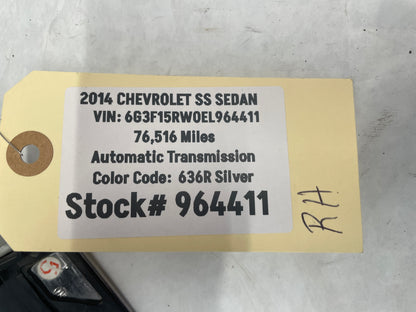 2014 CHEVROLET SS SEDAN
VIN: 6G3F15RW0EL964411
76,516 Miles
Automatic Transmission
Color Code: 636R Silver
Stock# 964411
RH